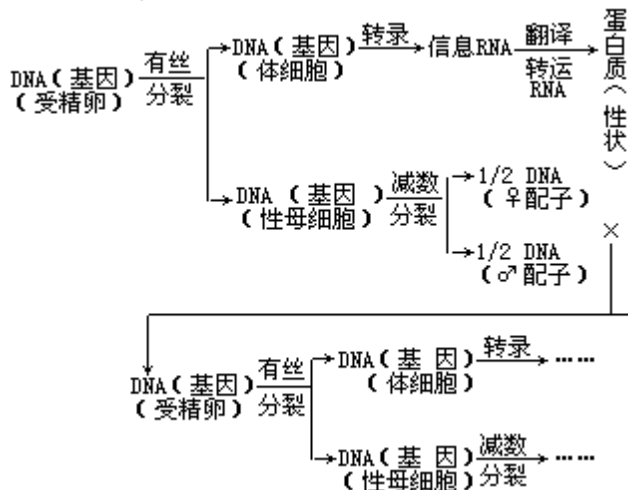 DNA(基因)
(受精卵)
有丝
分裂
DNA(基因)
(体细胞)
转录
信息RNA
翻译
转运
RNA
蛋白质(性状)
DNA (基因)
(性母细胞)
减数
分裂
1/2 DNA
(♀配子)
×
1/2 DNA
(♂配子)
DNA(基因)
(受精卵)
有丝
分裂
DNA(基 因)
(体细胞)
转录
……
DNA(基 因)
(性母细胞)
减数
分裂
……